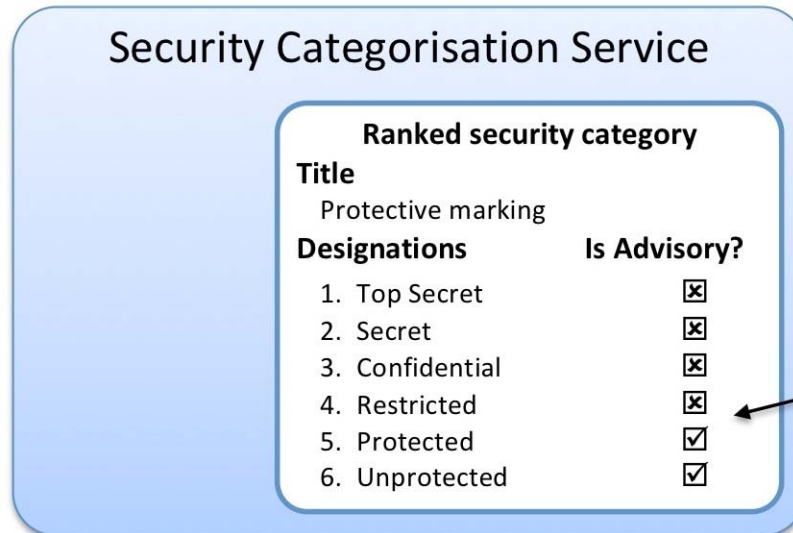 Security Categorisation Service
Ranked security category
Title
Protective marking
Designations Is Advisory?
1. Top Secret ☒
2. Secret ☒
3. Confidential ☒
4. Restricted ☒
5. Protected ☑
6. Unprotected ☑